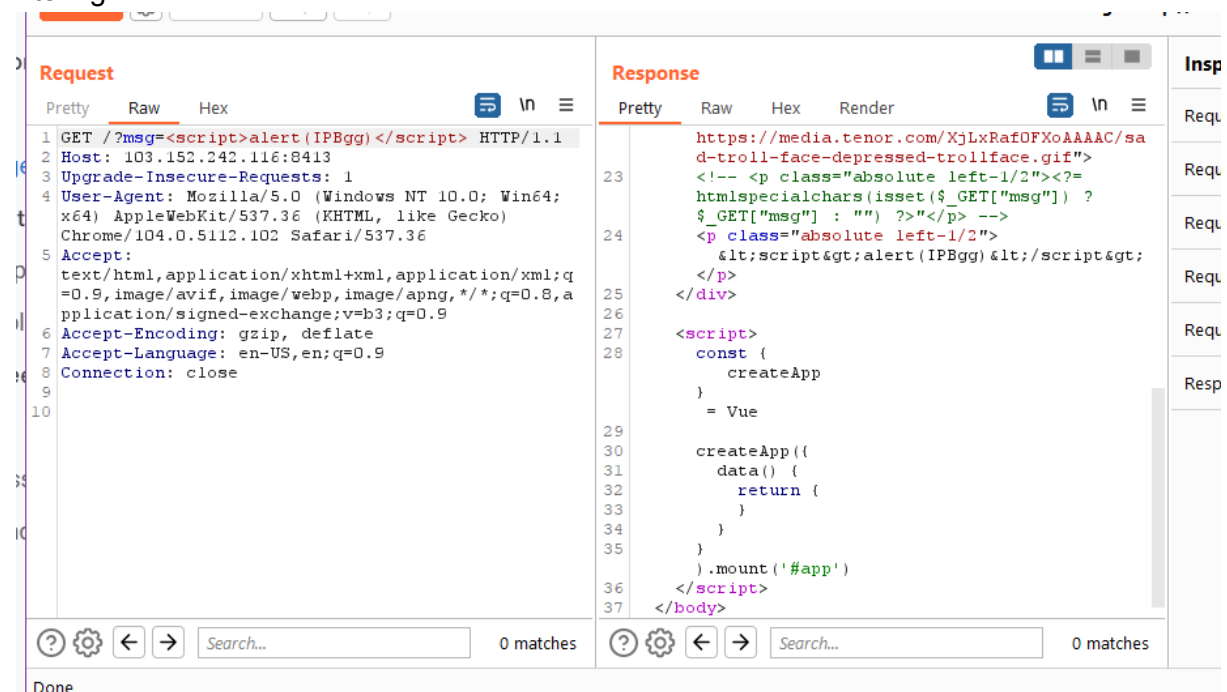 Request
Pretty Raw Hex \n
1 GET /?msg=<script>alert(IPBgg)</script> HTTP/1.1
2 Host: 103.152.242.116:8413
3 Upgrade-Insecure-Requests: 1
4 User-Agent: Mozilla/5.0 (Windows NT 10.0; Win64;
x64) AppleWebKit/537.36 (KHTML, like Gecko)
Chrome/104.0.5112.102 Safari/537.36
5 Accept:
text/html,application/xhtml+xml,application/xml;q
=0.9,image/avif,image/webp,image/apng,*/*;q=0.8,a
pplication/signed-exchange;v=b3;q=0.9
6 Accept-Encoding: gzip, deflate
7 Accept-Language: en-US,en;q=0.9
8 Connection: close
9
10
Search...
0 matches
Response
Pretty Raw Hex Render \n
https://media.tenor.com/XjLxRafOFXoAAAAC/sa
d-troll-face-depressed-trollface.gif">
23 <!-- <p class="absolute left-1/2"><?=
htmlspecialchars(isset($_GET["msg"]) ?
$_GET["msg"] : "") ?>"</p> -->
24 <p class="absolute left-1/2">
&lt;script&gt;alert(IPBgg)&lt;/script&gt;
</p>
25 </div>
26
27 <script>
28 const {
createApp
}
= Vue
29
30 createApp({
31 data() {
32 return {
33 }
34 }
35 }
).mount('#app')
36 </script>
37 </body>
Search...
0 matches
Insp
Requ
Requ
Requ
Requ
Requ
Resp
Done